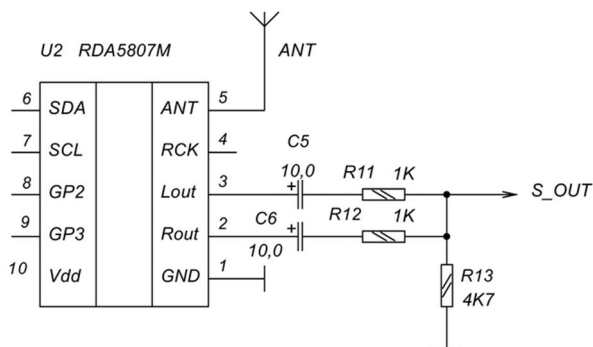 U2 RDA5807M
ANT
6 SDA ANT 5
7 SCL RCK 4
8 GP2 Lout 3
9 GP3 Rout 2
10 Vdd GND 1
C5
10,0
+
R11 1K
S_OUT
C6
10,0
+
R12 1K
R13
4K7